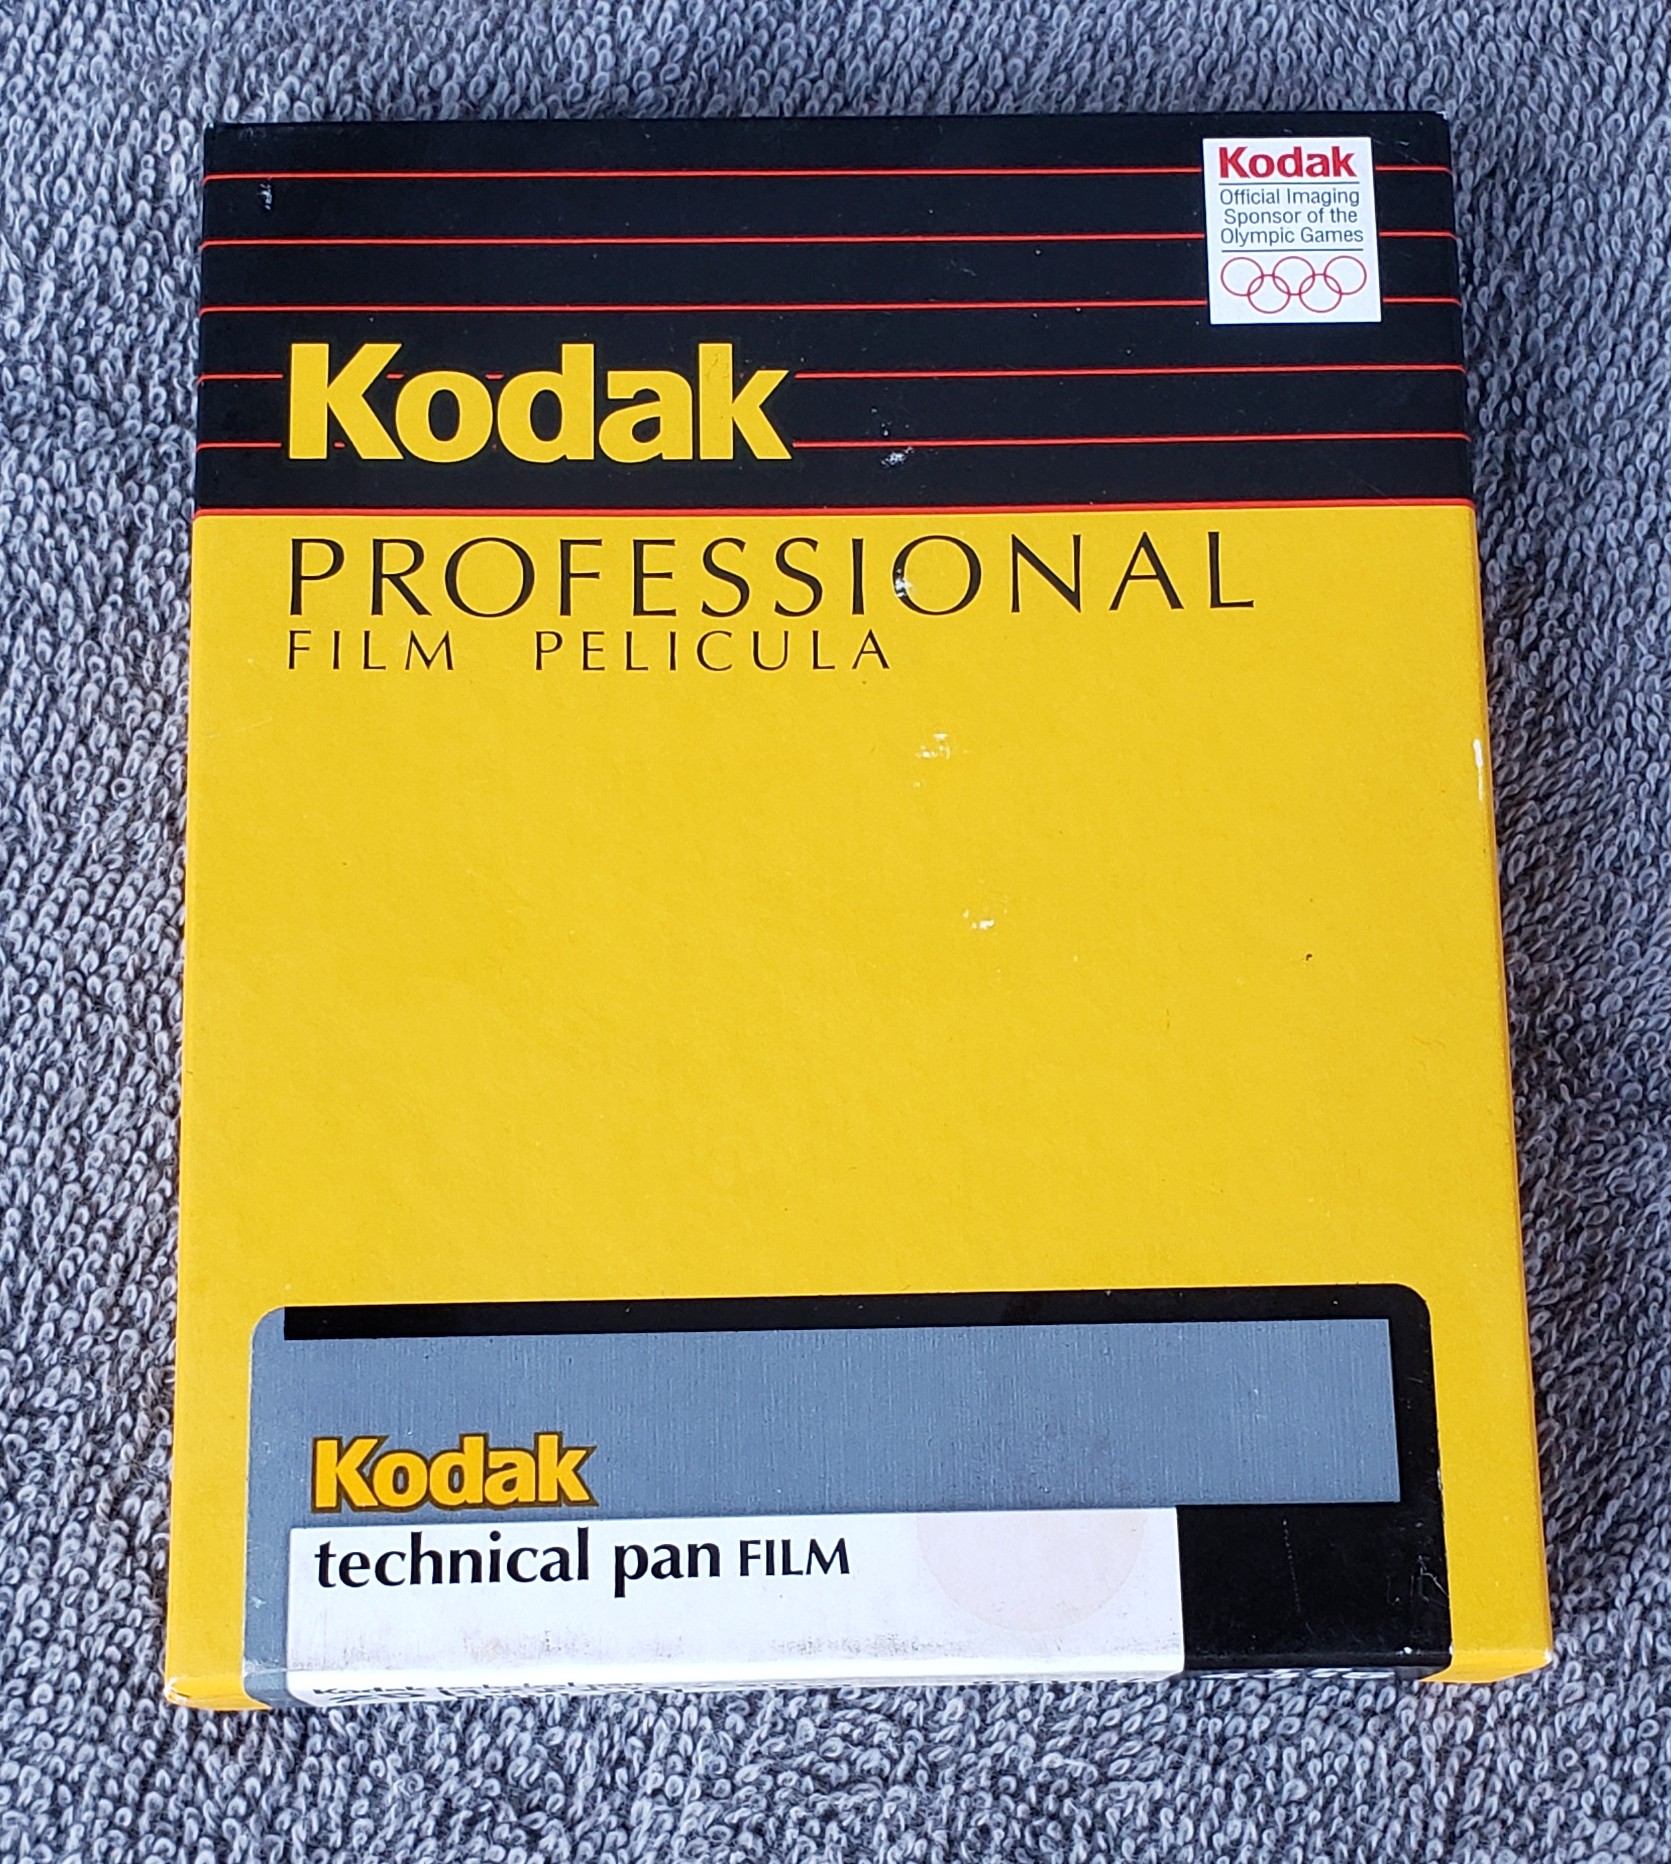 Kodak
Official Imaging
Sponsor of the
Olympic Games
Kodak
PROFESSIONAL
FILM PELICULA
Kodak
technical pan FILM